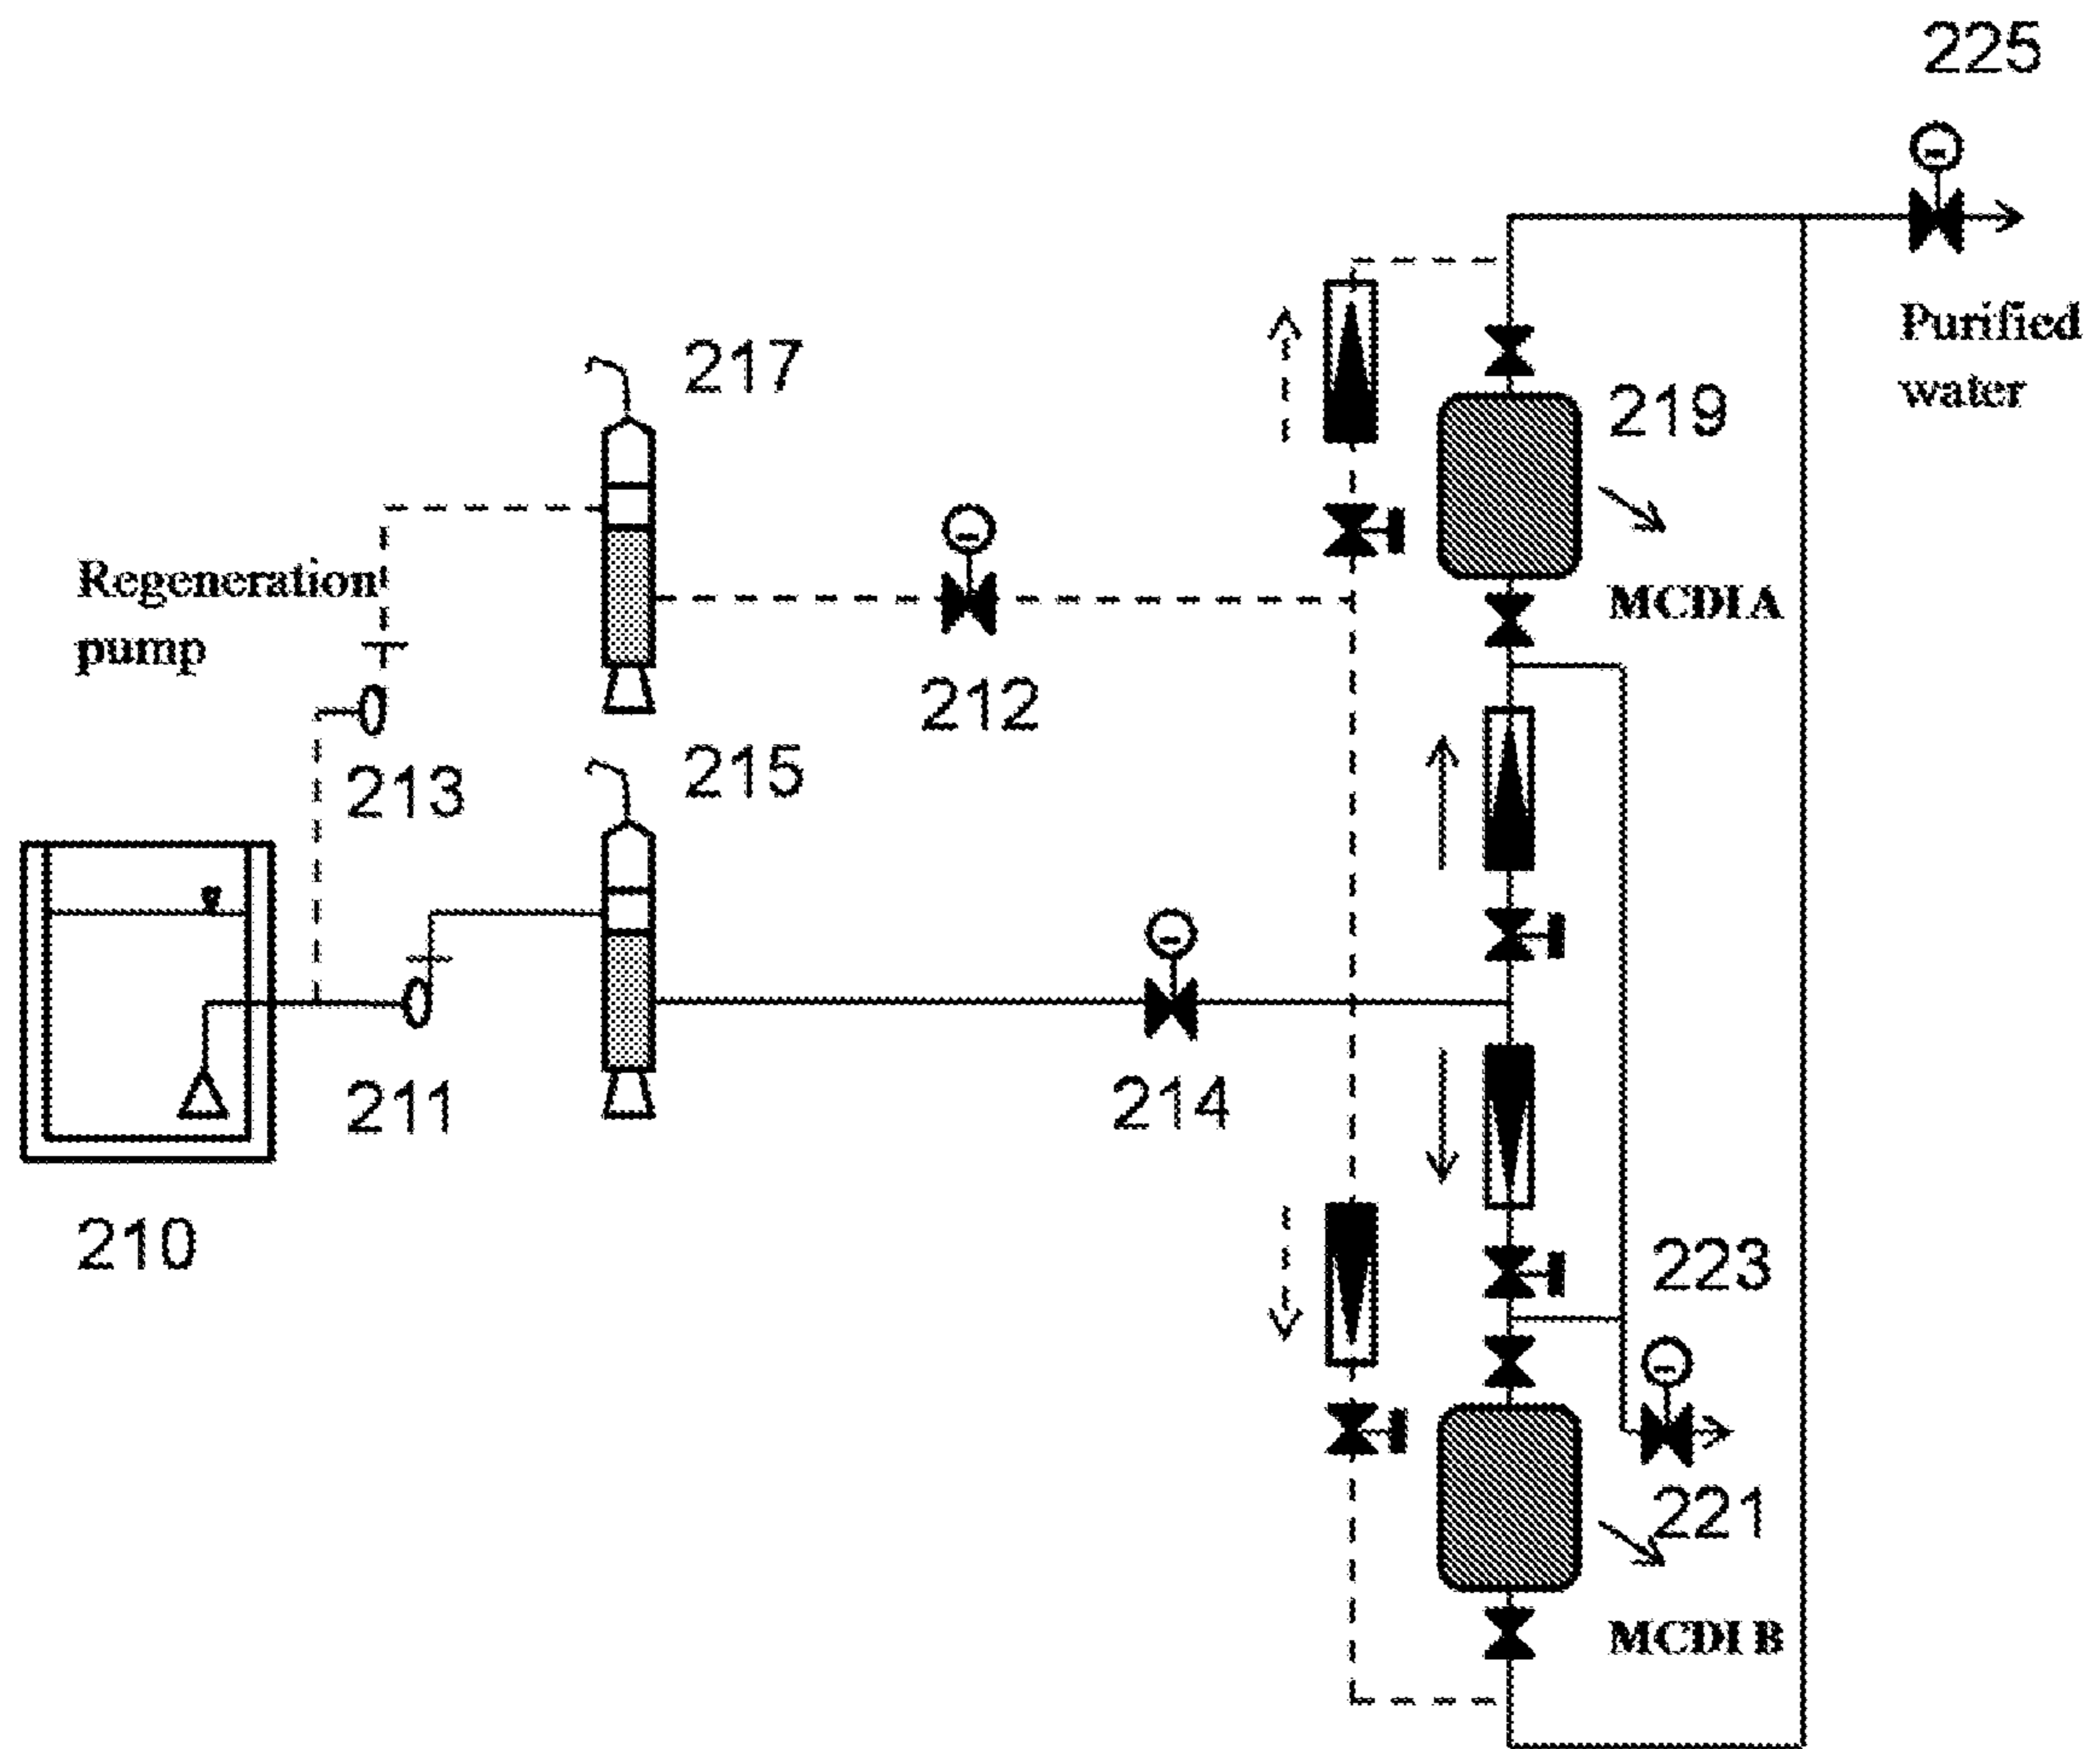 225
Purified
water
217
219
Regeneration
pump
MCDI A
212
213
215
214
211
210
223
221
MCDI B